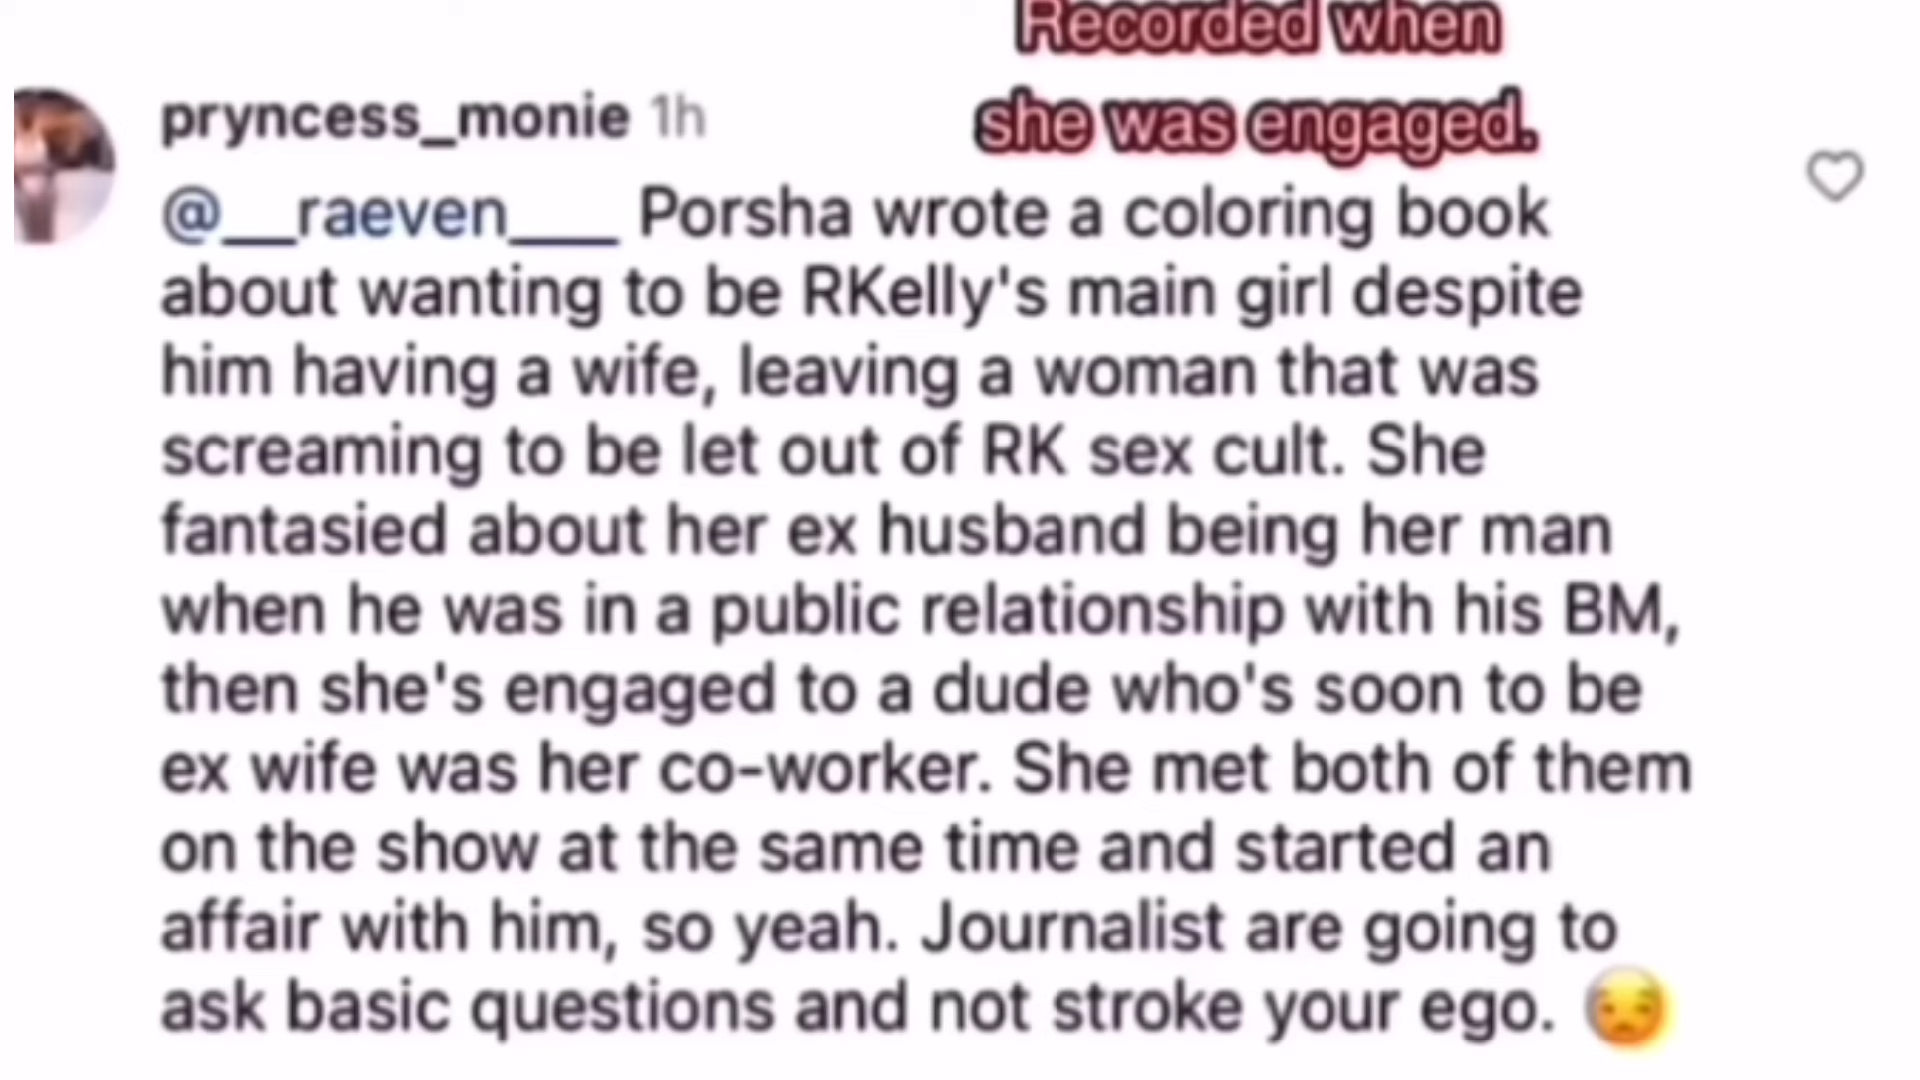 Recorded when
she was engaged.
pryncess_monie 1h
@__raeven___ Porsha wrote a coloring book
about wanting to be RKelly's main girl despite
him having a wife, leaving a woman that was
screaming to be let out of RK sex cult. She
fantasied about her ex husband being her man
when he was in a public relationship with his BM,
then she's engaged to a dude who's soon to be
ex wife was her co-worker. She met both of them
on the show at the same time and started an
affair with him, so yeah. Journalist are going to
ask basic questions and not stroke your ego. 😒